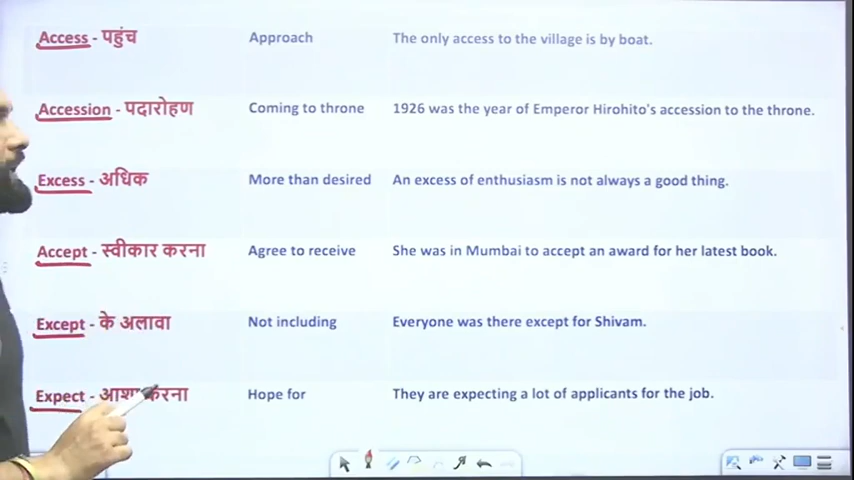 Access - पहुंच Approach The only access to the village is by boat.
Accession - पदारोहण Coming to throne 1926 was the year of Emperor Hirohito's accession to the throne.
Excess - अधिक More than desired An excess of enthusiasm is not always a good thing.
Accept - स्वीकार करना Agree to receive She was in Mumbai to accept an award for her latest book.
Except - के अलावा Not including Everyone was there except for Shivam.
Expect - आशा करना Hope for They are expecting a lot of applicants for the job.